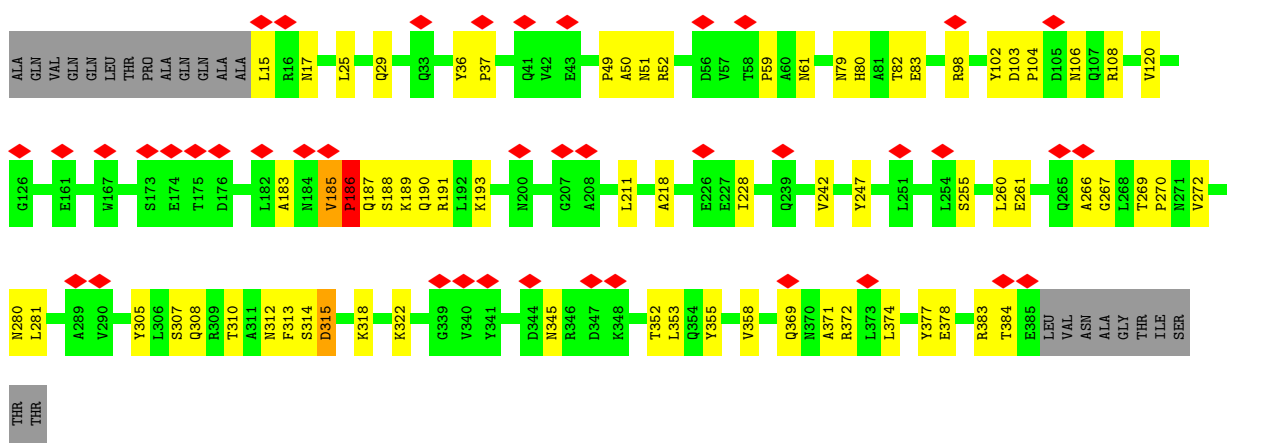 ALA GLN VAL GLN GLN LEU THR PRO ALA GLN GLN ALA ALA L15 R16 N17 L25 Q29 Q33 Y36 P37 Q41 V42 E43 P49 A50 N51 R52 D56 V57 T58 P59 A60 N61 N79 H80 A81 T82 E83 R98 Y102 D103 P104 D105 N106 Q107 R108 V120
G126 E161 W167 S173 E174 T175 D176 L182 A183 N184 V185 P186 Q187 S188 K189 Q190 R191 L192 K193 N200 G207 A208 L211 A218 E226 E227 I228 Q239 V242 Y247 L251 L254 S255 L260 E261 Q265 A266 G267 L268 T269 P270 N271 V272
N280 L281 A289 V290 Y305 L306 S307 Q308 R309 T310 A311 N312 F313 S314 D315 K318 K322 G339 V340 Y341 D344 N345 R346 D347 K348 T352 L353 Q354 Y355 V358 Q369 N370 A371 R372 L373 L374 Y377 E378 R383 T384 E385 LEU VAL ASN ALA GLY THR ILE SER
THR THR